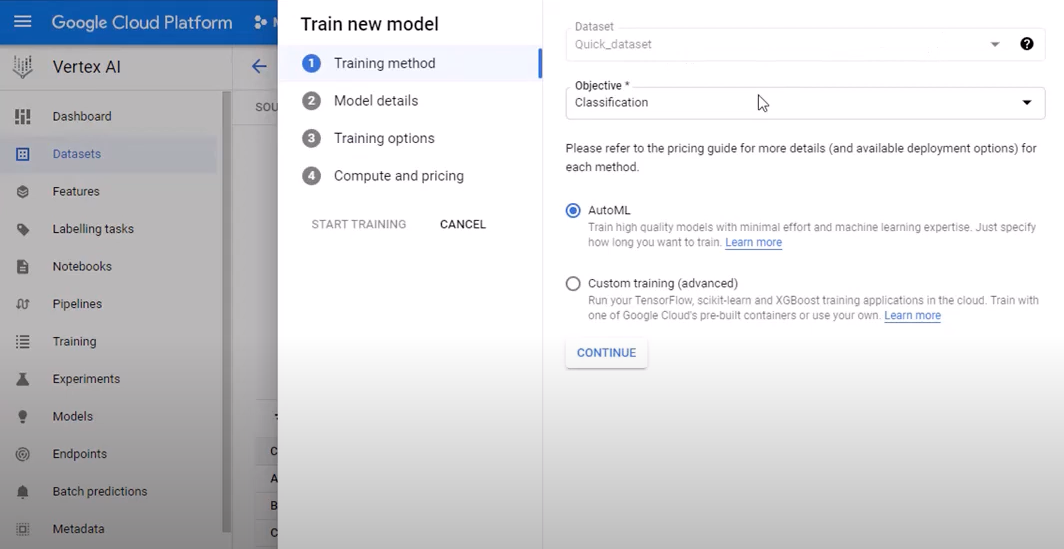 Google Cloud Platform
Vertex AI
Dashboard
Datasets
Features
Labelling tasks
Notebooks
Pipelines
Training
Experiments
Models
Endpoints
Batch predictions
Metadata
SOU
C
A
B
C
Train new model
1 Training method
2 Model details
3 Training options
4 Compute and pricing
START TRAINING CANCEL
Dataset
Quick_dataset
Objective *
Classification
Please refer to the pricing guide for more details (and available deployment options) for
each method.
AutoML
Train high quality models with minimal effort and machine learning expertise. Just specify
how long you want to train. Learn more
Custom training (advanced)
Run your TensorFlow, scikit-learn and XGBoost training applications in the cloud. Train with
one of Google Cloud's pre-built containers or use your own. Learn more
CONTINUE